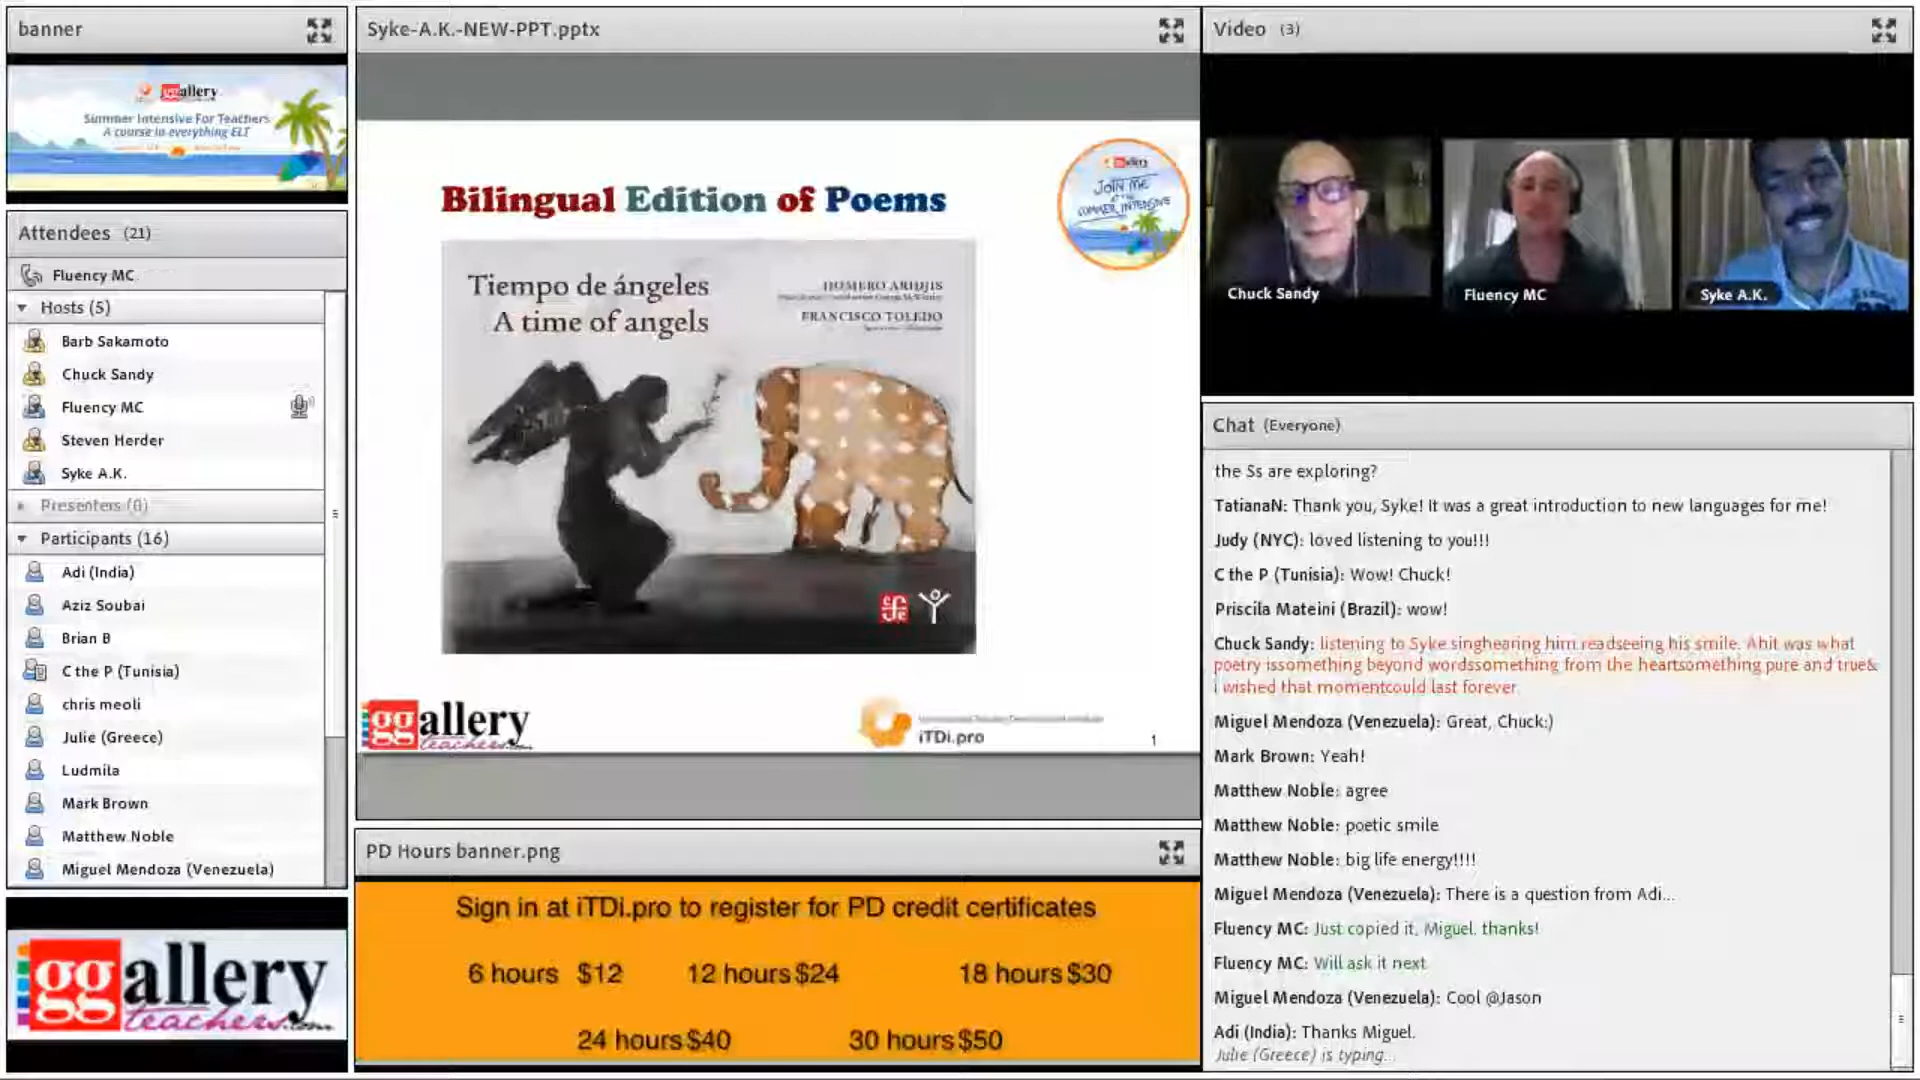 banner
ggallery
Summer Intensive For Teachers
A course in everything ELT
Attendees (21)
Fluency MC
Hosts (5)
Barb Sakamoto
Chuck Sandy
Fluency MC
Steven Herder
Syke A.K.
Presenters (0)
Participants (16)
Adi (India)
Aziz Soubai
Brian B
C the P (Tunisia)
chris meoli
Julie (Greece)
Ludmila
Mark Brown
Matthew Noble
Miguel Mendoza (Venezuela)
ggallery
teachers.com
Syke-A.K.-NEW-PPT.pptx
Bilingual Edition of Poems
JOIN ME
AT THE
SUMMER INTENSIVE
Tiempo de ángeles
A time of angels
HOMERO ARIDJIS
FRANCISCO TOLEDO
ggallery
teachers.com
iTDi.pro
1
PD Hours banner.png
Sign in at iTDi.pro to register for PD credit certificates
6 hours $12 12 hours $24 18 hours $30
24 hours $40 30 hours $50
Video (3)
Chuck Sandy
Fluency MC
Syke A.K.
Chat (Everyone)
the Ss are exploring?
TatianaN: Thank you, Syke! It was a great introduction to new languages for me!
Judy (NYC): loved listening to you!!!
C the P (Tunisia): Wow! Chuck!
Priscila Mateini (Brazil): wow!
Chuck Sandy: listening to Syke singhearing him readseeing his smile. Ahit was what
poetry issomething beyond wordssomething from the heartsomething pure and true&
i wished that momentcould last forever.
Miguel Mendoza (Venezuela): Great, Chuck:)
Mark Brown: Yeah!
Matthew Noble: agree
Matthew Noble: poetic smile
Matthew Noble: big life energy!!!!
Miguel Mendoza (Venezuela): There is a question from Adi...
Fluency MC: Just copied it, Miguel. thanks!
Fluency MC: Will ask it next
Miguel Mendoza (Venezuela): Cool @Jason
Adi (India): Thanks Miguel.
Julie (Greece) is typing...